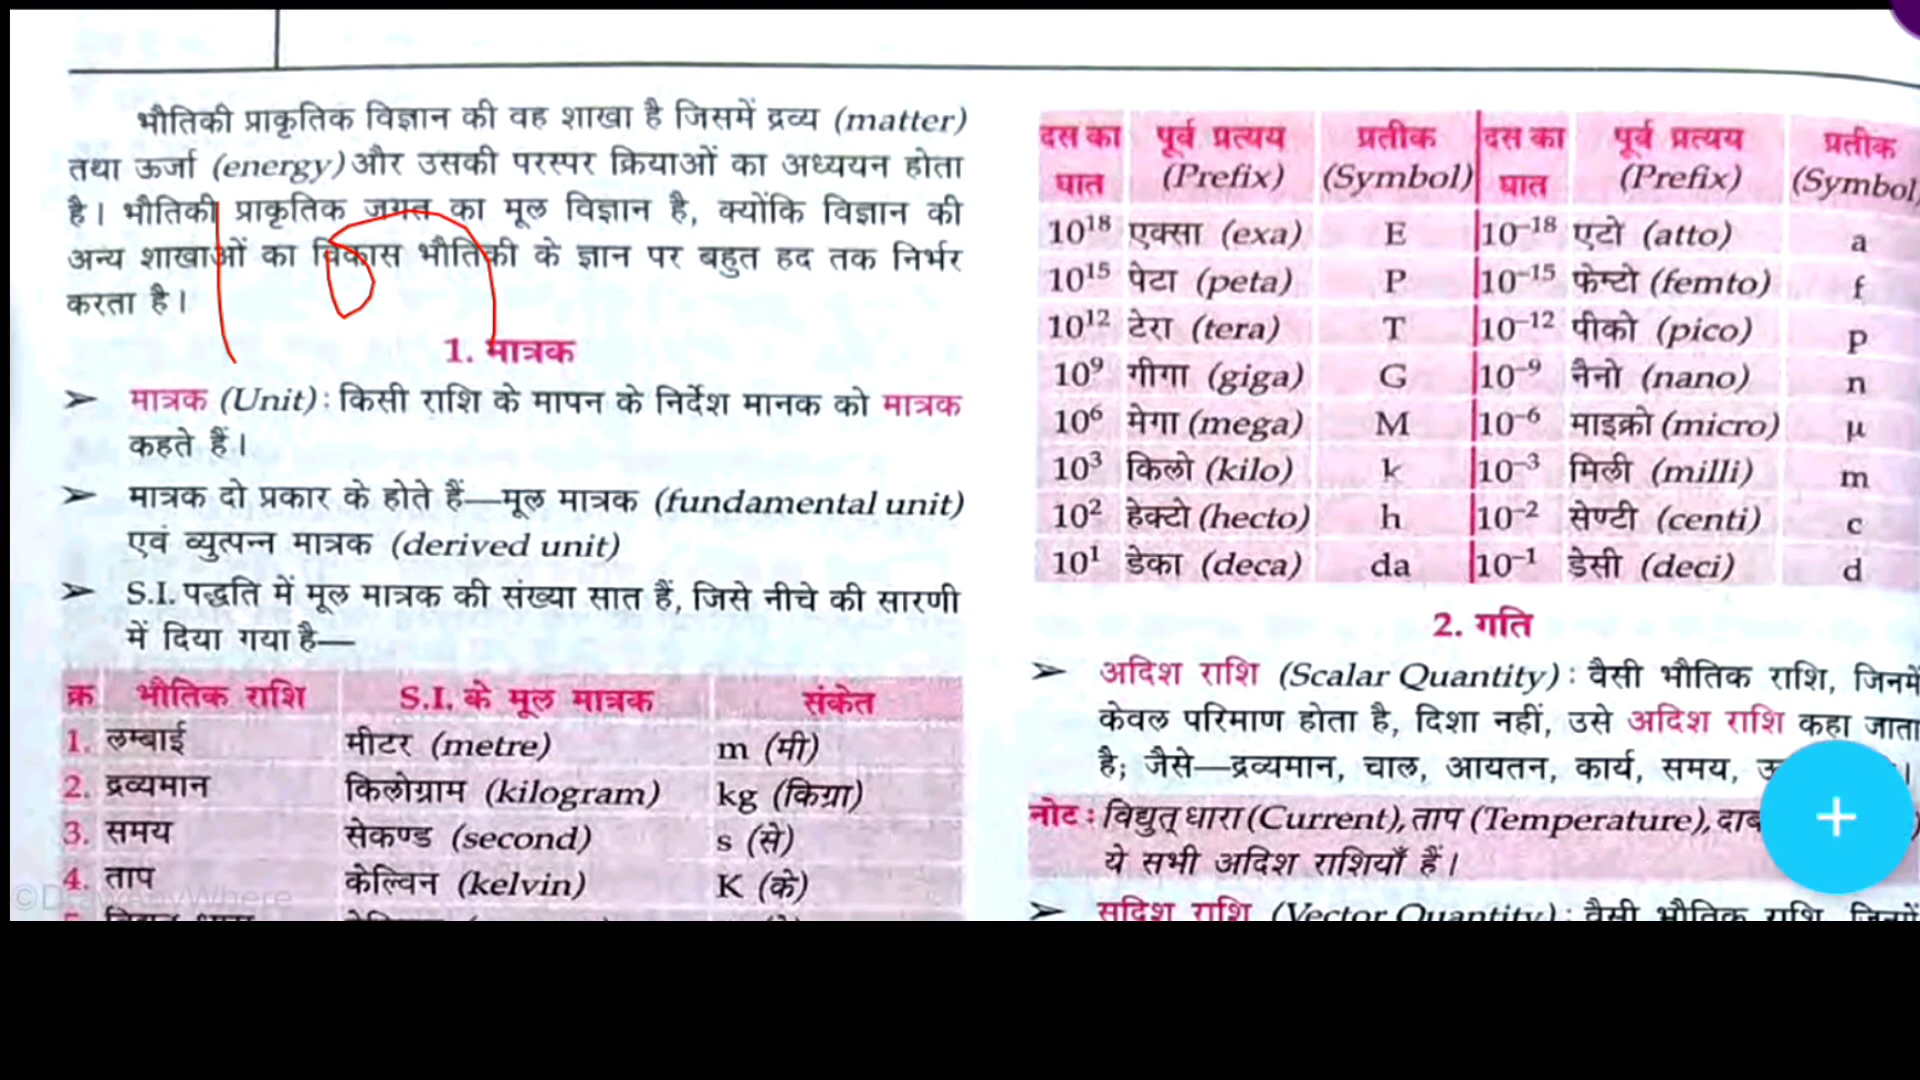 भौतिकी प्राकृतिक विज्ञान की वह शाखा है जिसमें द्रव्य (matter)
तथा ऊर्जा (energy) और उसकी परस्पर क्रियाओं का अध्ययन होता
है। भौतिकी प्राकृतिक जगत का मूल विज्ञान है, क्योंकि विज्ञान की
अन्य शाखाओं का विकास भौतिकी के ज्ञान पर बहुत हद तक निर्भर
करता है।
1. मात्रक
➤ मात्रक (Unit) : किसी राशि के मापन के निर्देश मानक को मात्रक
कहते हैं।
➤ मात्रक दो प्रकार के होते हैं—मूल मात्रक (fundamental unit)
एवं व्युत्पन्न मात्रक (derived unit)
➤ S.I. पद्धति में मूल मात्रक की संख्या सात हैं, जिसे नीचे की सारणी
में दिया गया है—
क्र भौतिक राशि S.I. के मूल मात्रक संकेत
1. लम्बाई मीटर (metre) m (मी)
2. द्रव्यमान किलोग्राम (kilogram) kg (किग्रा)
3. समय सेकण्ड (second) s (से)
4. ताप केल्विन (kelvin) K (के)
©DrawAnyWhere
दस का घात पूर्व प्रत्यय (Prefix) प्रतीक (Symbol) दस का घात पूर्व प्रत्यय (Prefix) प्रतीक (Symbol)
10¹⁸ एक्सा (exa) E 10⁻¹⁸ एटो (atto) a
10¹⁵ पेटा (peta) P 10⁻¹⁵ फेम्टो (femto) f
10¹² टेरा (tera) T 10⁻¹² पीको (pico) p
10⁹ गीगा (giga) G 10⁻⁹ नैनो (nano) n
10⁶ मेगा (mega) M 10⁻⁶ माइक्रो (micro) μ
10³ किलो (kilo) k 10⁻³ मिली (milli) m
10² हेक्टो (hecto) h 10⁻² सेण्टी (centi) c
10¹ डेका (deca) da 10⁻¹ डेसी (deci) d
2. गति
➤ अदिश राशि (Scalar Quantity) : वैसी भौतिक राशि, जिनमें
केवल परिमाण होता है, दिशा नहीं, उसे अदिश राशि कहा जाता
है; जैसे—द्रव्यमान, चाल, आयतन, कार्य, समय,
नोट : विद्युत् धारा (Current), ताप (Temperature),
ये सभी अदिश राशियाँ हैं।
➤ सदिश राशि (Vector Quantity) : वैसी भौतिक राशि, जिनमें